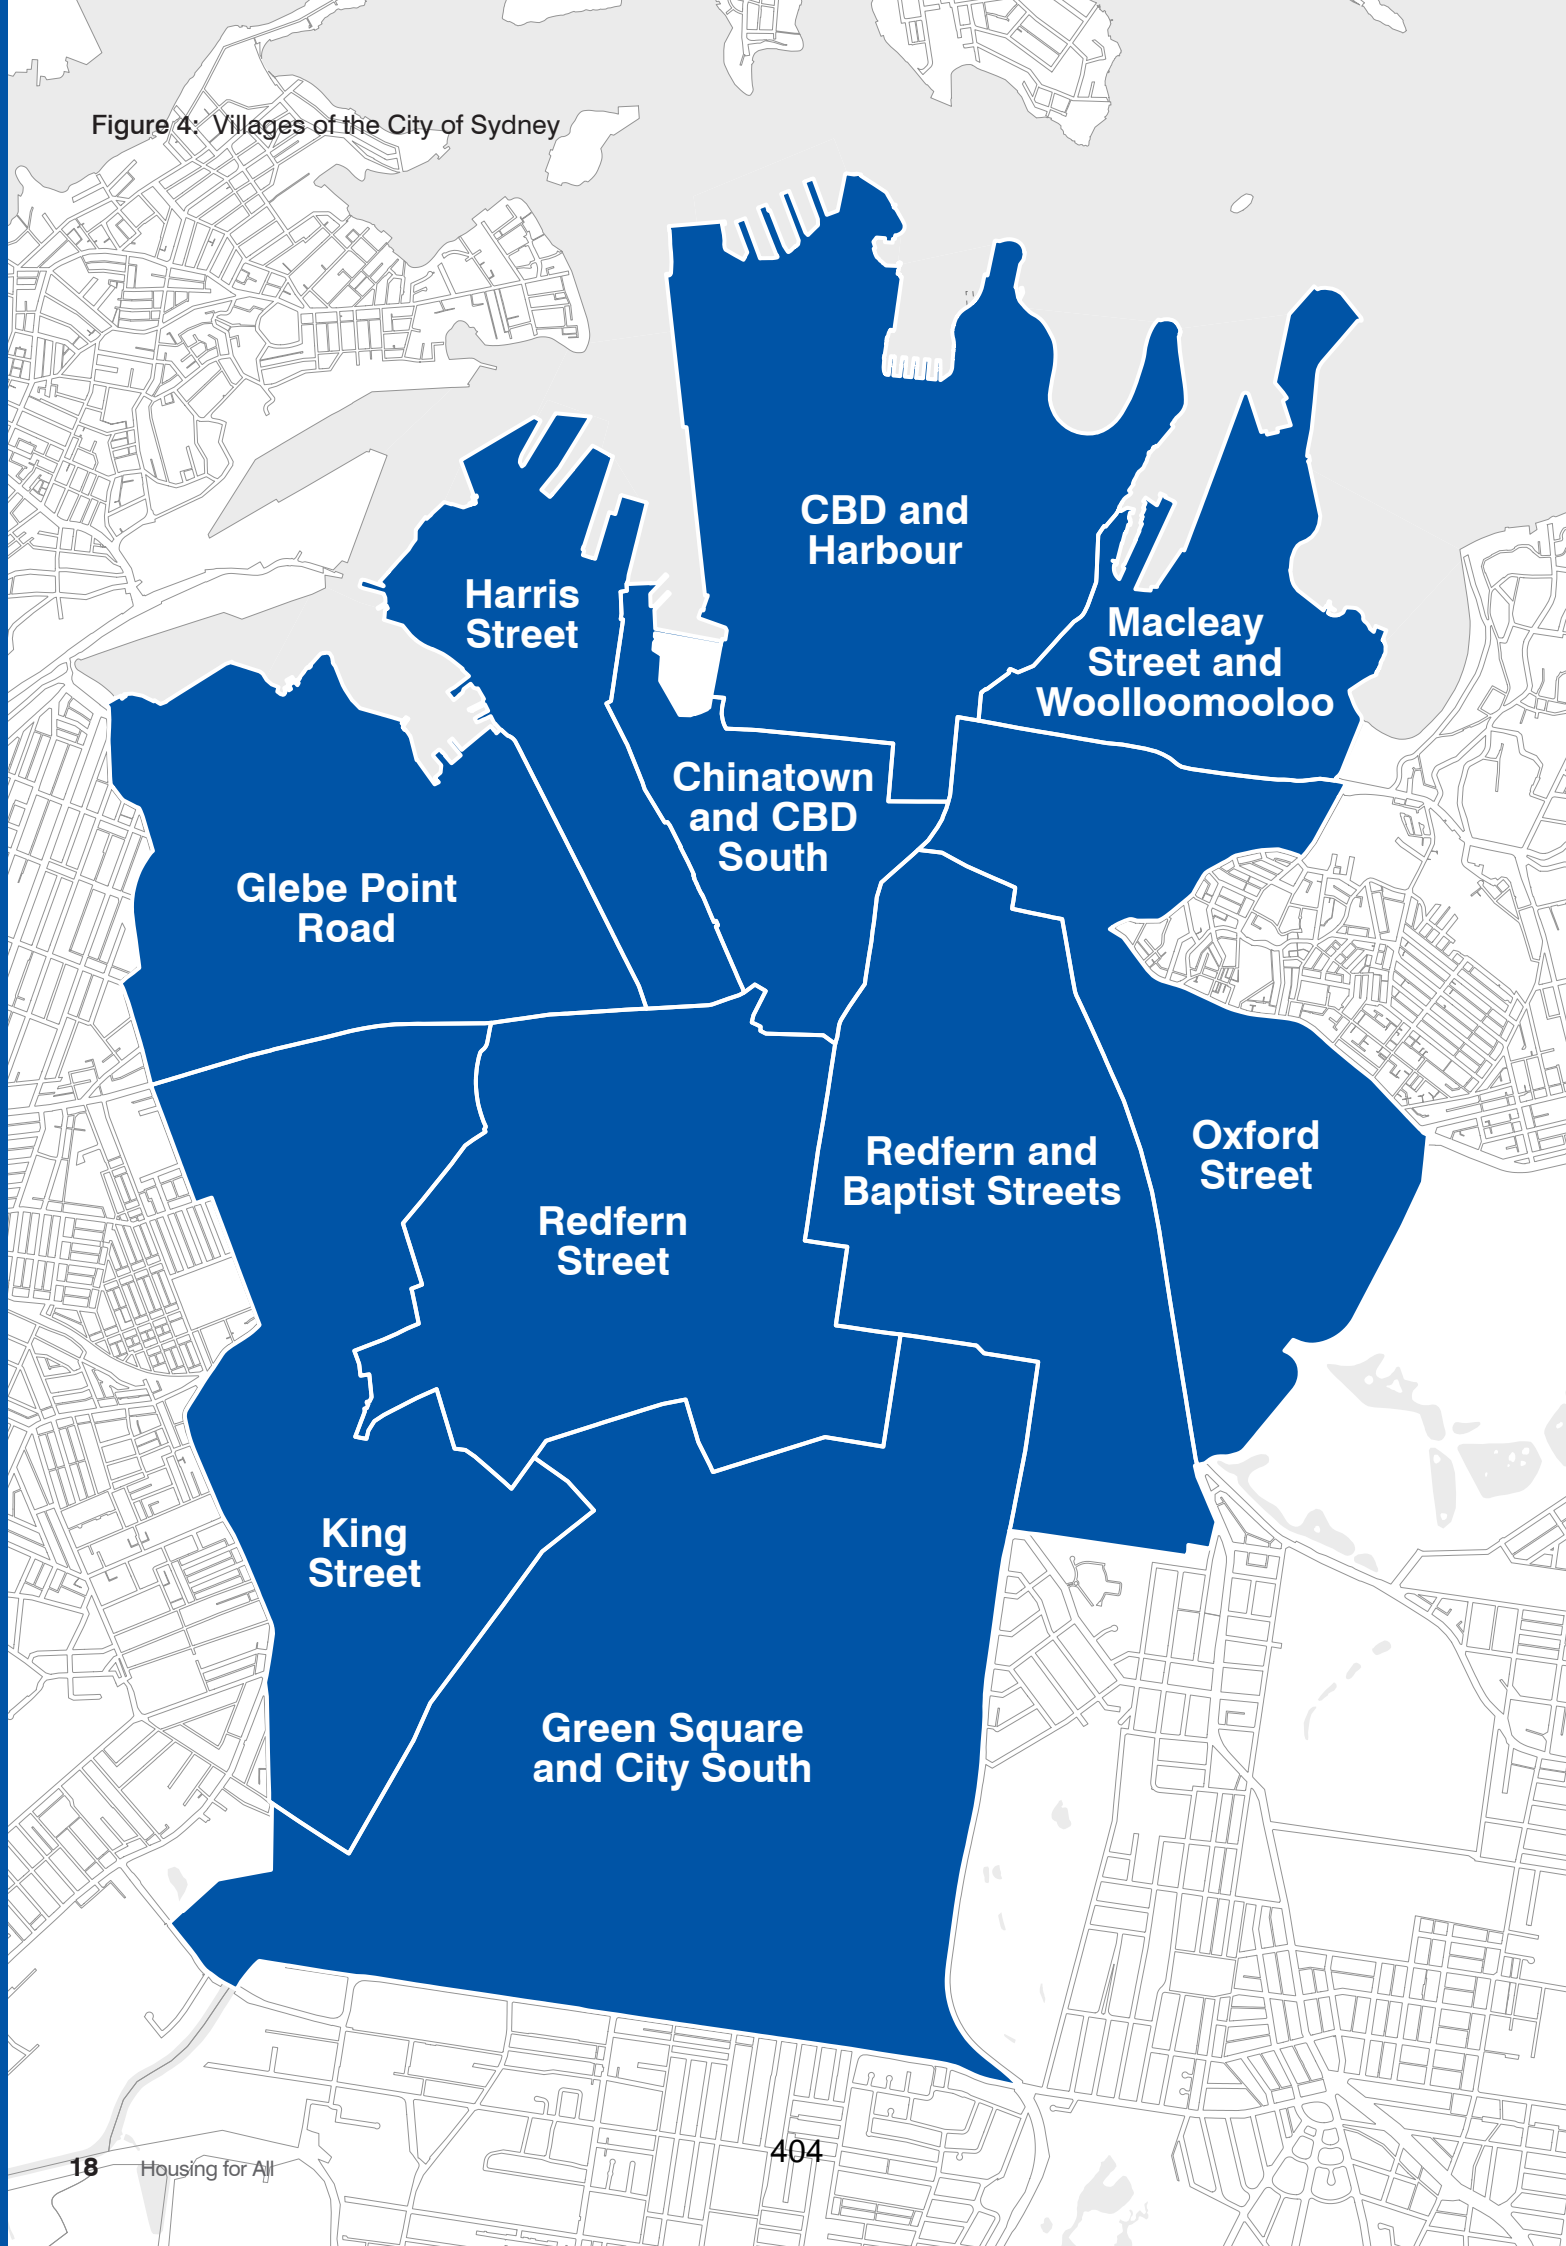 Figure 4: Villages of the City of Sydney
CBD and
Harbour
Harris
Street
Macleay
Street and
Woolloomooloo
Chinatown
and CBD
South
Glebe Point
Road
Redfern and
Baptist Streets
Oxford
Street
Redfern
Street
King
Street
Green Square
and City South
404
18 Housing for All